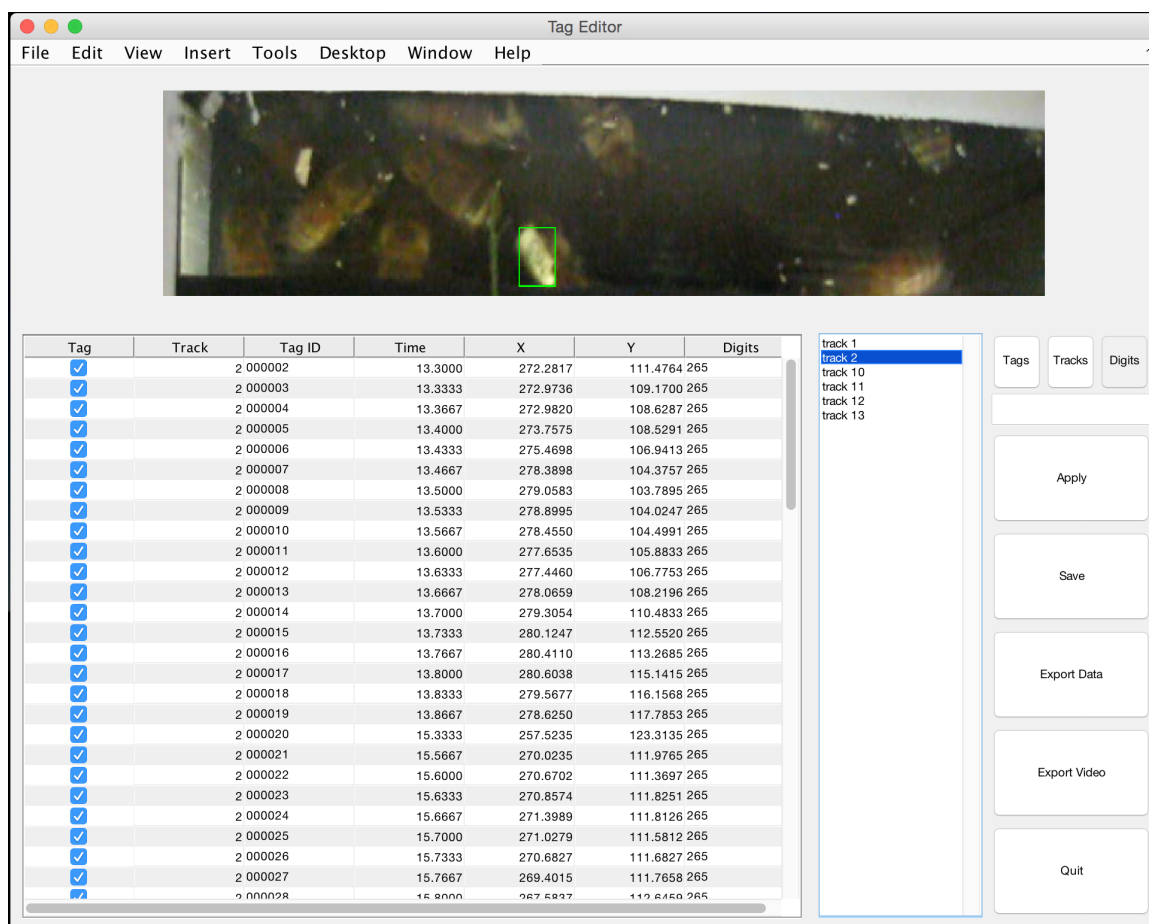 Tag Editor
File Edit View Insert Tools Desktop Window Help
Tag Track Tag ID Time X Y Digits
2 000002 13.3000 272.2817 111.4764 265
2 000003 13.3333 272.9736 109.1700 265
2 000004 13.3667 272.9820 108.6287 265
2 000005 13.4000 273.7575 108.5291 265
2 000006 13.4333 275.4698 106.9413 265
2 000007 13.4667 278.3898 104.3757 265
2 000008 13.5000 279.0583 103.7895 265
2 000009 13.5333 278.8995 104.0247 265
2 000010 13.5667 278.4550 104.4991 265
2 000011 13.6000 277.6535 105.8833 265
2 000012 13.6333 277.4460 106.7753 265
2 000013 13.6667 278.0659 108.2196 265
2 000014 13.7000 279.3054 110.4833 265
2 000015 13.7333 280.1247 112.5520 265
2 000016 13.7667 280.4110 113.2685 265
2 000017 13.8000 280.6038 115.1415 265
2 000018 13.8333 279.5677 116.1568 265
2 000019 13.8667 278.6250 117.7853 265
2 000020 15.3333 257.5235 123.3135 265
2 000021 15.5667 270.0235 111.9765 265
2 000022 15.6000 270.6702 111.3697 265
2 000023 15.6333 270.8574 111.8251 265
2 000024 15.6667 271.3989 111.8126 265
2 000025 15.7000 271.0279 111.5812 265
2 000026 15.7333 270.6827 111.6827 265
2 000027 15.7667 269.4015 111.7658 265
2 000028 15.8000 267.5837 112.6459 265
track 1
track 2
track 10
track 11
track 12
track 13
Tags Tracks Digits
Apply
Save
Export Data
Export Video
Quit